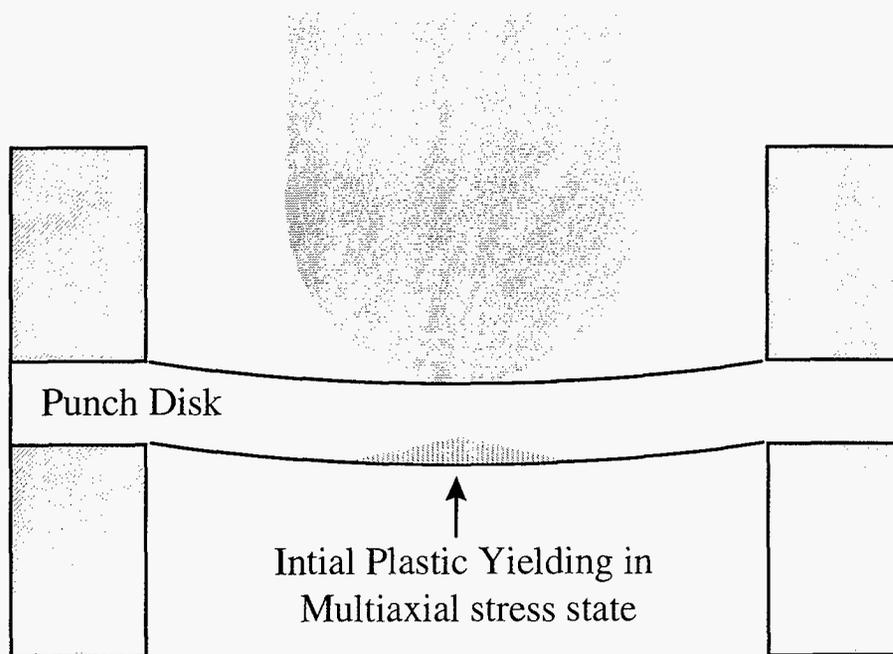 Punch Disk
Intial Plastic Yielding in
Multiaxial stress state